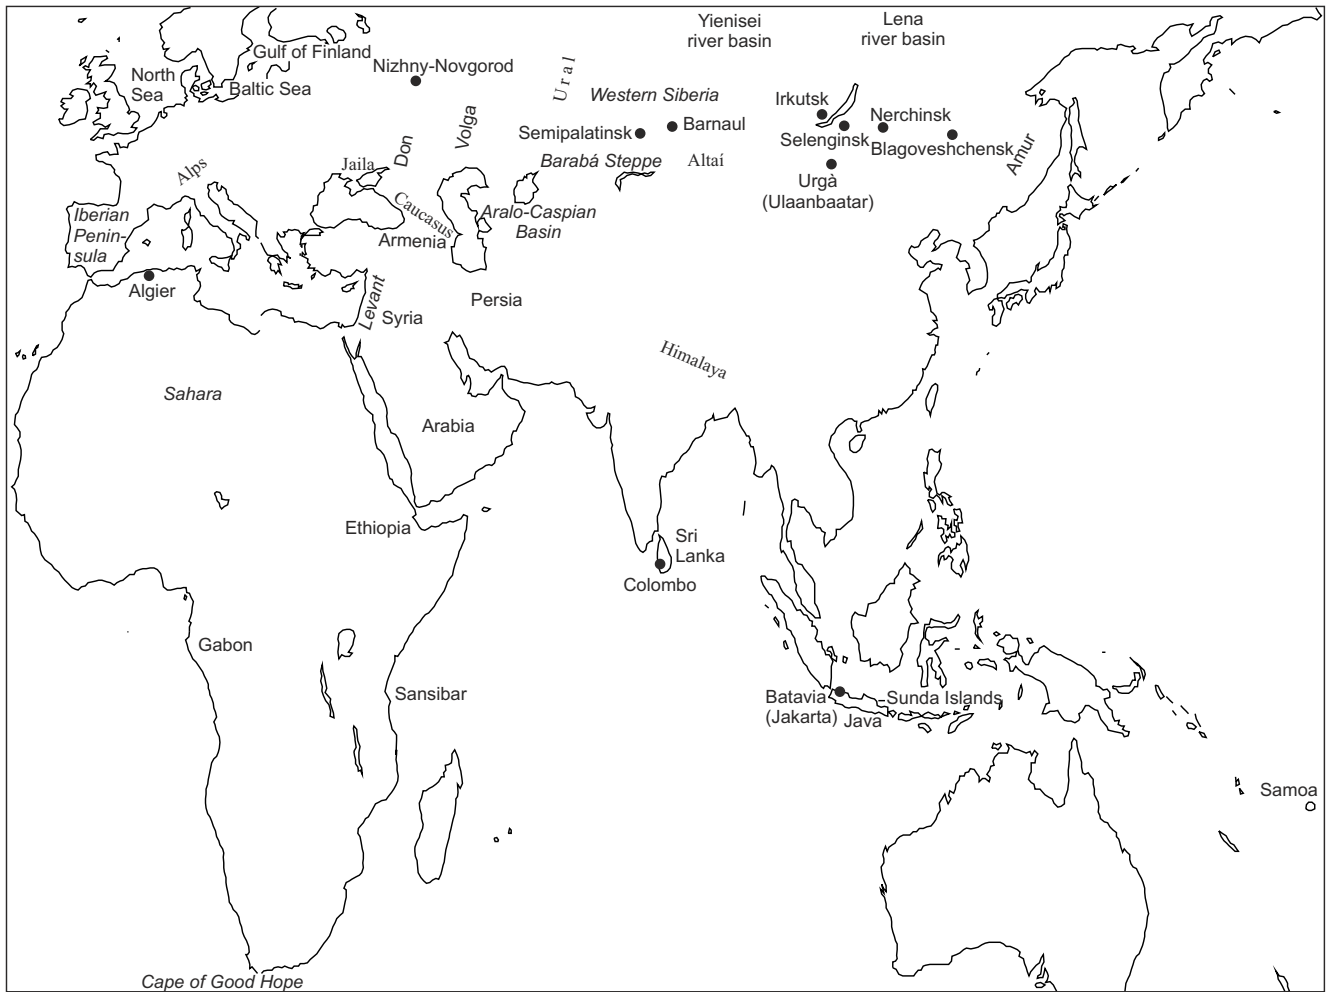 Yienisei
river basin
Lena
river basin
Gulf of Finland
Nizhny-Novgorod
North
Sea
Baltic Sea
Ural
Western Siberia
Irkutsk
Semipalatinsk
Barnaul
Nerchinsk
Selenginsk
Blagoveshchensk
Amur
Volga
Don
Jaila
Alps
Barabá Steppe
Altaí
Urgà
(Ulaanbaatar)
Iberian
Penin-
sula
Caucasus
Aralo-Caspian
Basin
Armenia
Algier
Levant
Syria
Persia
Himalaya
Sahara
Arabia
Ethiopia
Sri
Lanka
Colombo
Gabon
Sansibar
Batavia
(Jakarta)
Java
Sunda Islands
Samoa
Cape of Good Hope